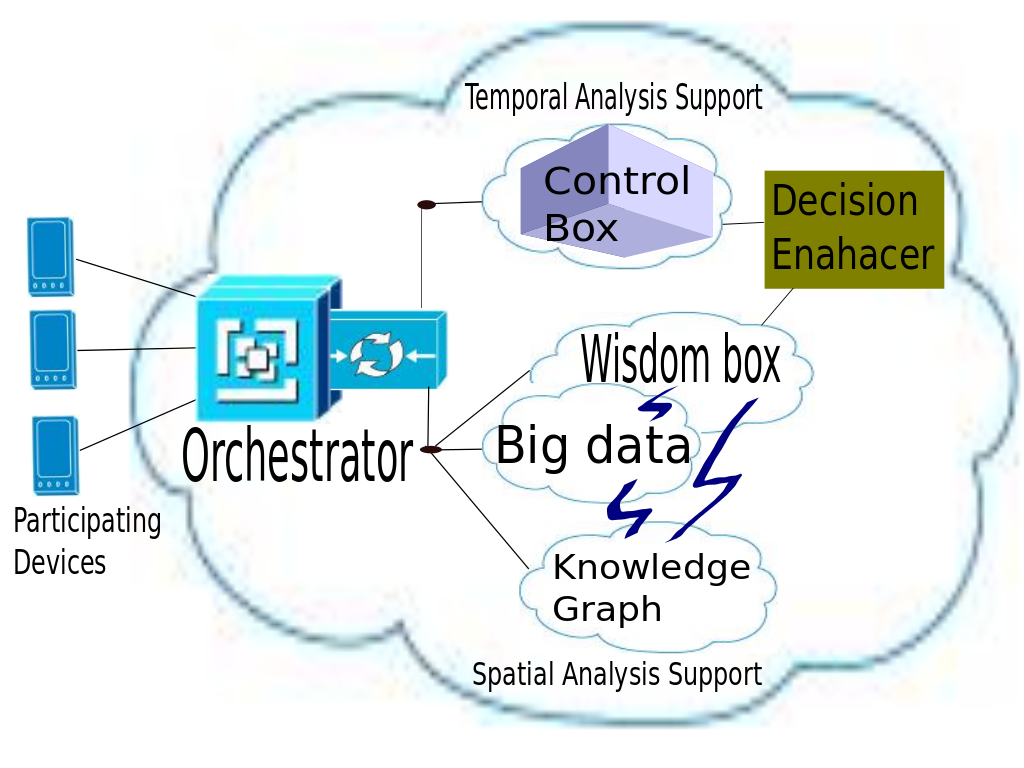 Temporal Analysis Support
Control
Box
Decision
Enahacer
Wisdom box
Big data
Orchestrator
Participating
Devices
Knowledge
Graph
Spatial Analysis Support